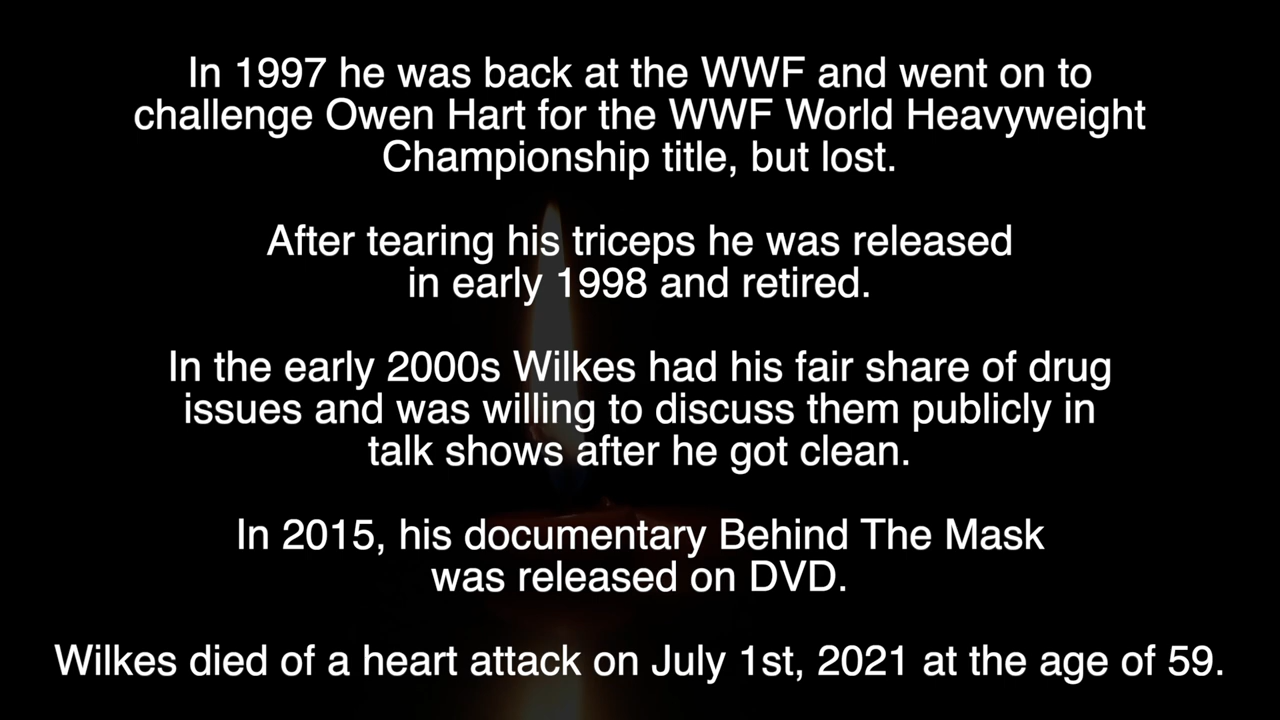 In 1997 he was back at the WWF and went on to
challenge Owen Hart for the WWF World Heavyweight
Championship title, but lost.
After tearing his triceps he was released
in early 1998 and retired.
In the early 2000s Wilkes had his fair share of drug
issues and was willing to discuss them publicly in
talk shows after he got clean.
In 2015, his documentary Behind The Mask
was released on DVD.
Wilkes died of a heart attack on July 1st, 2021 at the age of 59.